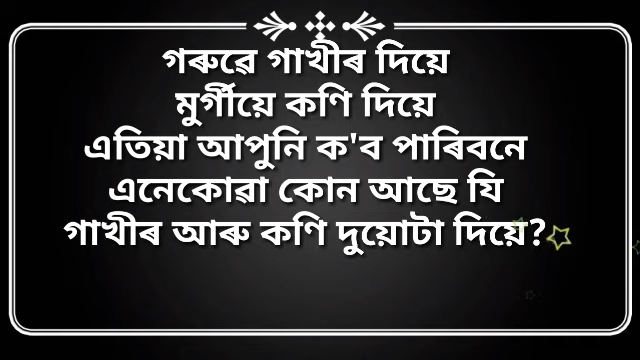 গৰুৱে গাখীৰ দিয়ে
মুৰ্গীয়ে কণি দিয়ে
এতিয়া আপুনি ক'ব পাৰিবনে
এনেকোৱা কোন আছে যি
গাখীৰ আৰু কণি দুয়োটা দিয়ে?